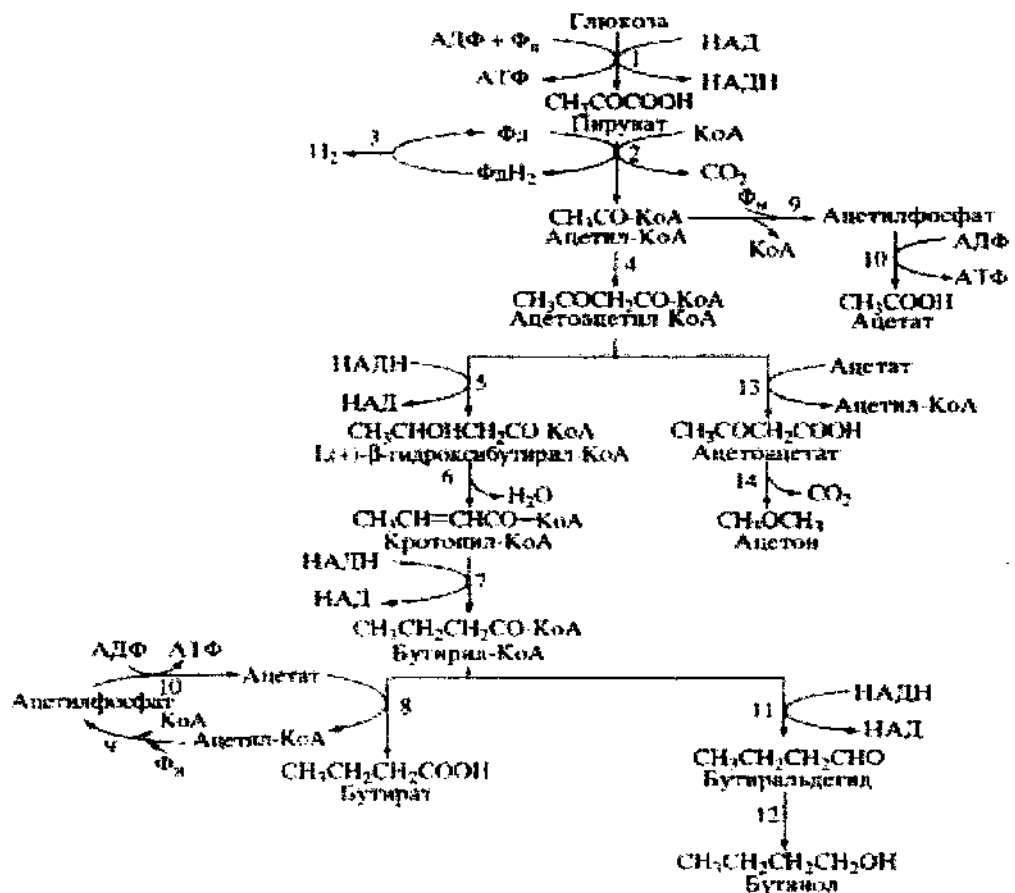 Глюкоза
АДФ + Фн НАД
1
АТФ НАДН
CH3COCOOH
Пируват
3 Фд КоА
H2 2
ФдH2 CO2
Фн 9
CH3CO-КоА Ацетилфосфат
Ацетил-КоА КоА АДФ
10
4 АТФ
CH3COCH2CO-КоА CH3COOH
Ацетоацетил КоА Ацетат
НАДН Ацетат
5 13
НАД Ацетил-КоА
CH3CHOHCH2CO КоА CH3COCH2COOH
L(+)-β-гидроксибутирил-КоА Ацетоацетат
6 14
H2O CO2
CH3CH=CHCO-КоА
Кротонил-КоА Ацетон
НАДН
7
НАД
CH3CH2CH2CO-КоА
Бутирил-КоА
АДФ АТФ Ацетат НАДН
10
Ацетилфосфат 8 11
КоА НАД
9 Ацетил-КоА
Фн CH3CH2CH2CHO
CH3CH2CH2COOH Бутиральдегид
Бутират
12
CH3CH2CH2CH2OH
Бутанол